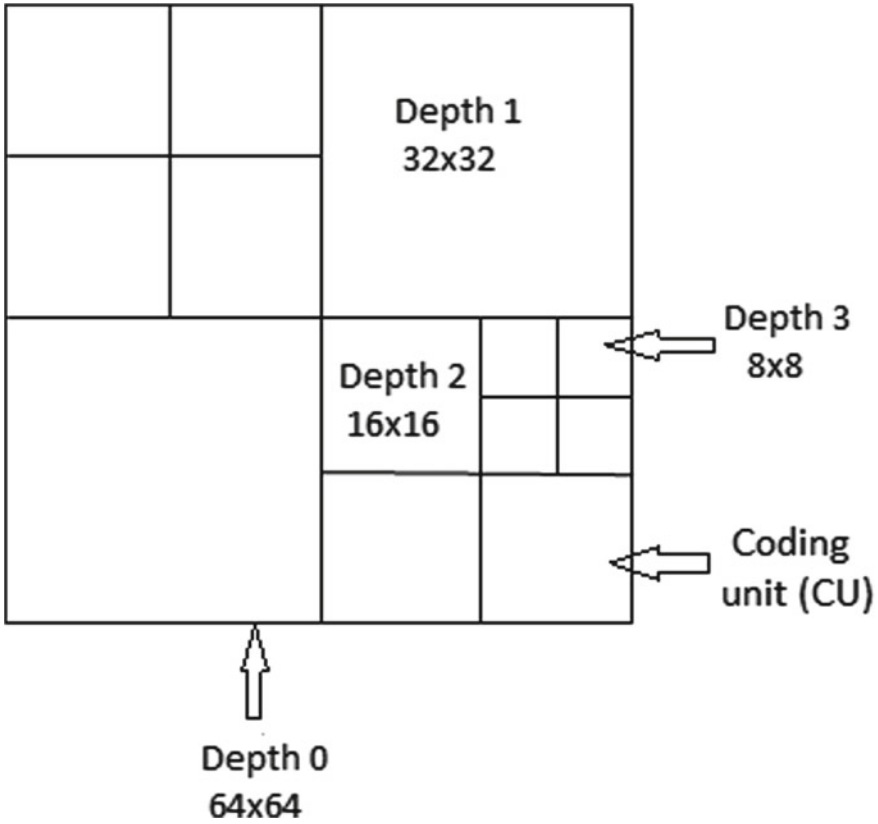 Depth 1
32x32
Depth 3
8x8
Depth 2
16x16
Coding
unit (CU)
Depth 0
64x64